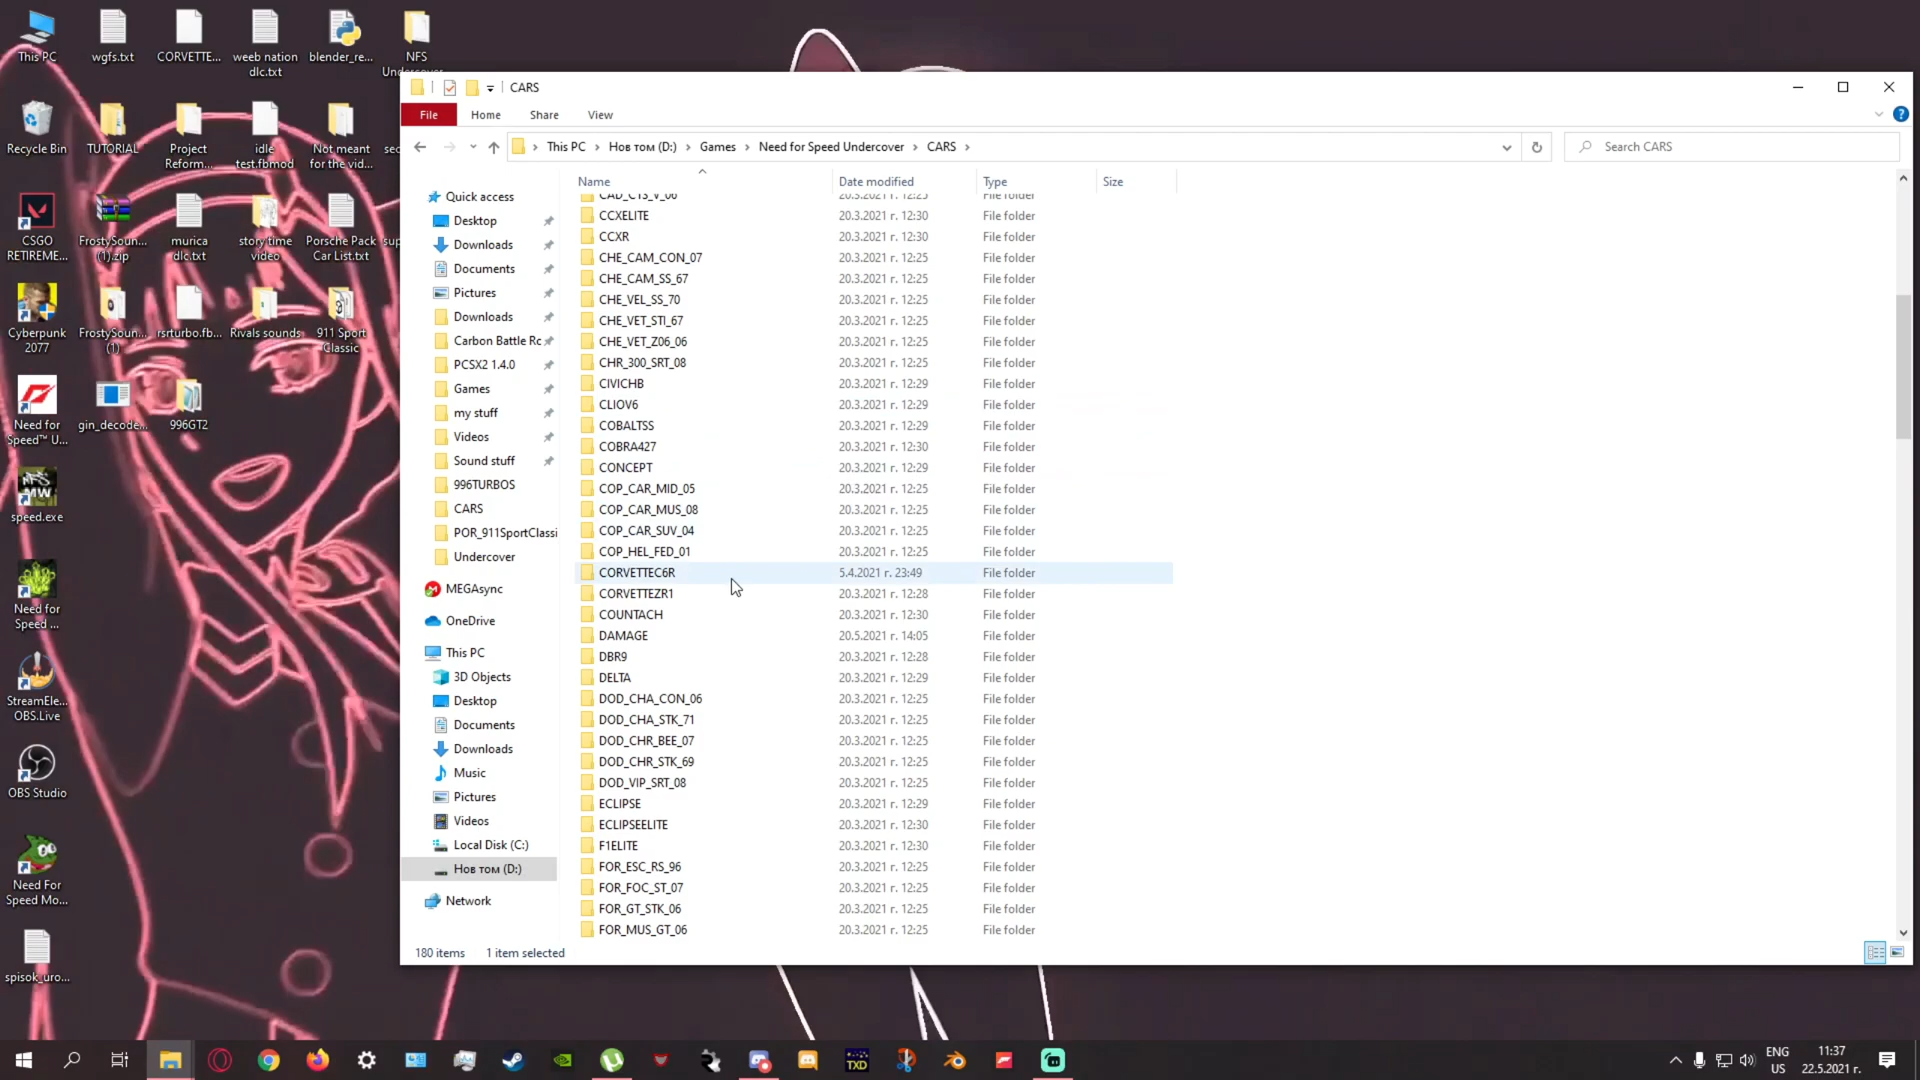 This PC
wgfs.txt
CORVETTE...
weeb nation
dlc.txt
blender_re...
NFS
Undercover
Recycle Bin
TUTORIAL
Project
Reform...
idle
test.fbmod
Not meant
for the vid...
sec
CSGO
RETIREME...
FrostySoun...
(1).zip
murica
dlc.txt
story time
video
Porsche Pack
Car List.txt
sup
Cyberpunk
2077
FrostySoun...
(1)
rsrturbo.fb...
Rivals sounds
911 Sport
Classic
Need for
Speed™ U...
gin_decode...
996GT2
speed.exe
Need for
Speed ...
StreamEle...
OBS.Live
OBS Studio
Need For
Speed Mo...
spisok_uro...
CARS
File
Home
Share
View
This PC
Нов том (D:)
Games
Need for Speed Undercover
CARS
Search CARS
Quick access
Desktop
Downloads
Documents
Pictures
Downloads
Carbon Battle Rc
PCSX2 1.4.0
Games
my stuff
Videos
Sound stuff
996TURBOS
CARS
POR_911SportClassi
Undercover
MEGAsync
OneDrive
This PC
3D Objects
Desktop
Documents
Downloads
Music
Pictures
Videos
Local Disk (C:)
Нов том (D:)
Network
Name Date modified Type Size
CAD_CTS_V_06 20.3.2021 г. 12:25 File folder
CCXELITE 20.3.2021 г. 12:30 File folder
CCXR 20.3.2021 г. 12:30 File folder
CHE_CAM_CON_07 20.3.2021 г. 12:25 File folder
CHE_CAM_SS_67 20.3.2021 г. 12:25 File folder
CHE_VEL_SS_70 20.3.2021 г. 12:25 File folder
CHE_VET_STI_67 20.3.2021 г. 12:25 File folder
CHE_VET_Z06_06 20.3.2021 г. 12:25 File folder
CHR_300_SRT_08 20.3.2021 г. 12:25 File folder
CIVICHB 20.3.2021 г. 12:29 File folder
CLIOV6 20.3.2021 г. 12:29 File folder
COBALTSS 20.3.2021 г. 12:29 File folder
COBRA427 20.3.2021 г. 12:30 File folder
CONCEPT 20.3.2021 г. 12:29 File folder
COP_CAR_MID_05 20.3.2021 г. 12:25 File folder
COP_CAR_MUS_08 20.3.2021 г. 12:25 File folder
COP_CAR_SUV_04 20.3.2021 г. 12:25 File folder
COP_HEL_FED_01 20.3.2021 г. 12:25 File folder
CORVETTEC6R 5.4.2021 г. 23:49 File folder
CORVETTEZR1 20.3.2021 г. 12:28 File folder
COUNTACH 20.3.2021 г. 12:30 File folder
DAMAGE 20.5.2021 г. 14:05 File folder
DBR9 20.3.2021 г. 12:28 File folder
DELTA 20.3.2021 г. 12:29 File folder
DOD_CHA_CON_06 20.3.2021 г. 12:25 File folder
DOD_CHA_STK_71 20.3.2021 г. 12:25 File folder
DOD_CHR_BEE_07 20.3.2021 г. 12:25 File folder
DOD_CHR_STK_69 20.3.2021 г. 12:25 File folder
DOD_VIP_SRT_08 20.3.2021 г. 12:25 File folder
ECLIPSE 20.3.2021 г. 12:29 File folder
ECLIPSEELITE 20.3.2021 г. 12:30 File folder
F1ELITE 20.3.2021 г. 12:30 File folder
FOR_ESC_RS_96 20.3.2021 г. 12:25 File folder
FOR_FOC_ST_07 20.3.2021 г. 12:25 File folder
FOR_GT_STK_06 20.3.2021 г. 12:25 File folder
FOR_MUS_GT_06 20.3.2021 г. 12:25 File folder
180 items 1 item selected
TXD
ENG
US
11:37
22.5.2021 г.